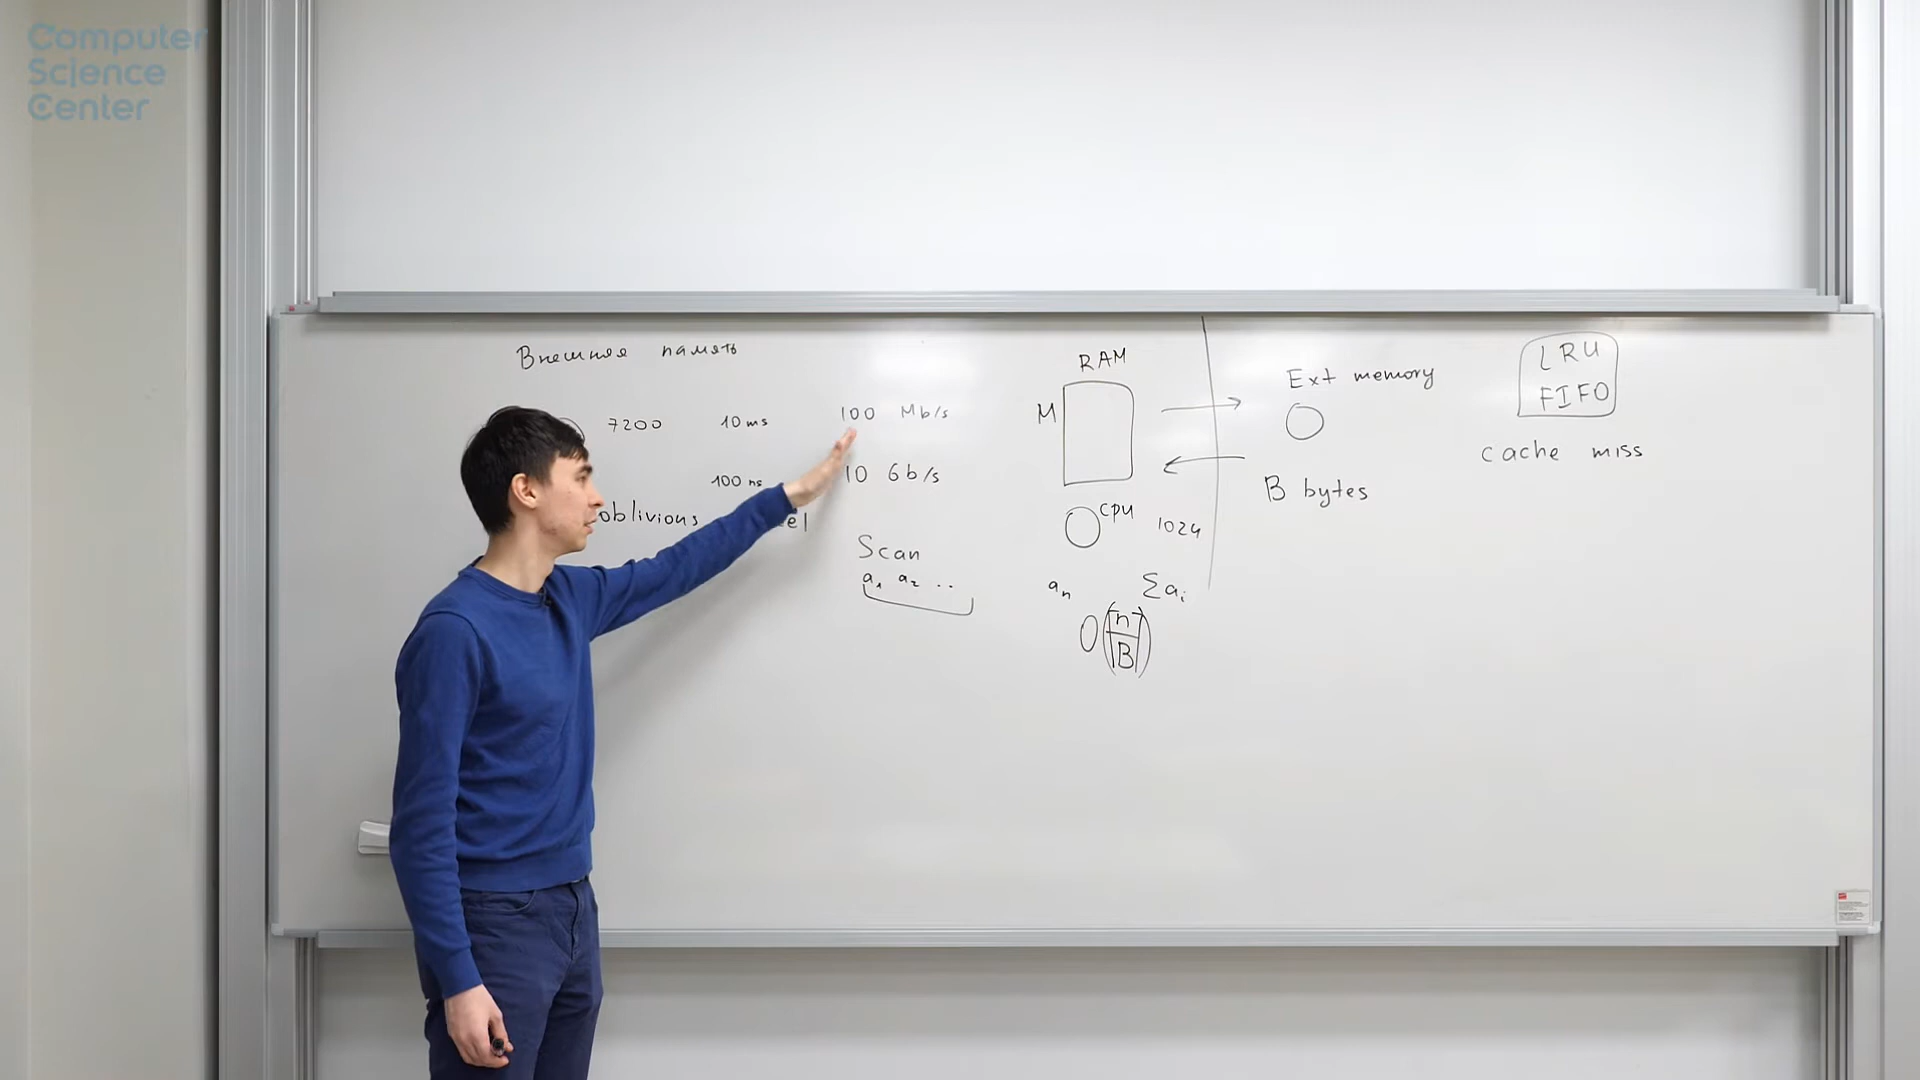 Computer
Science
Center
Внешняя память
7200 10 ms 100 Mb/s
100 ns 10 Gb/s
oblivious el
Scan
a₁ a₂ ..
aₙ Σaᵢ
O(⌈n/B⌉)
RAM
M
CPU 1024
Ext memory
B bytes
LRU
FIFO
cache miss